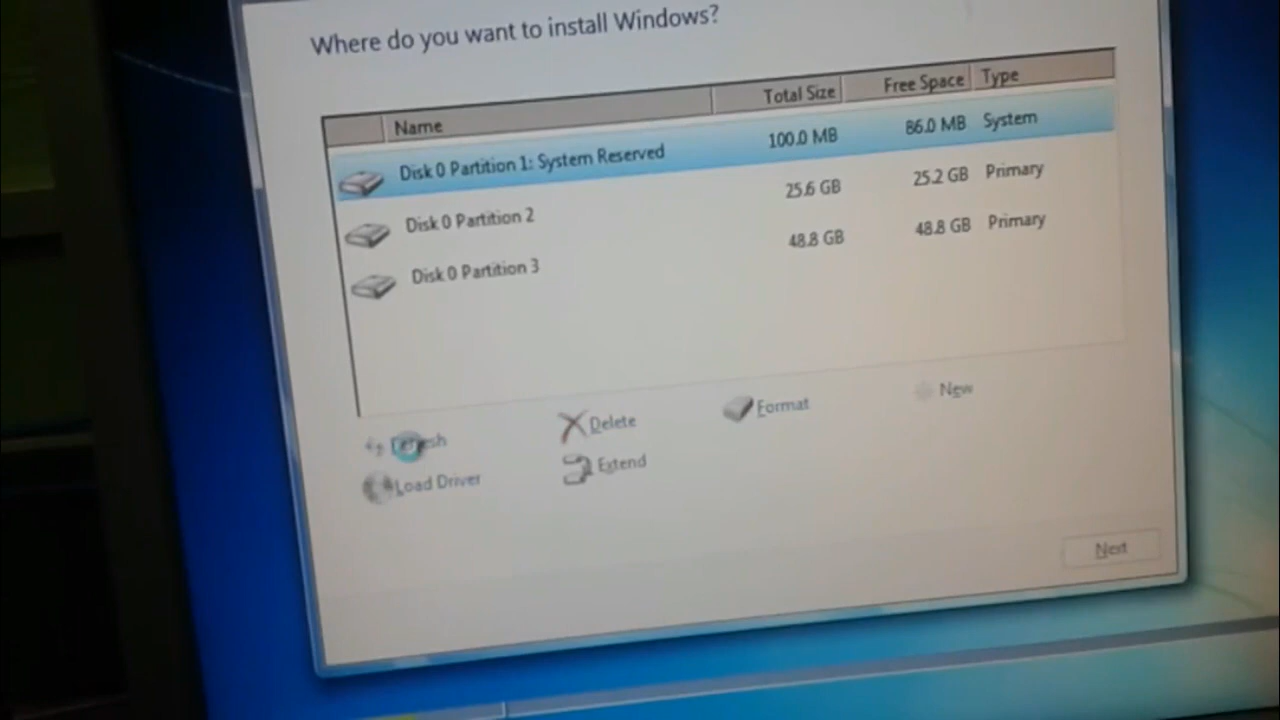 Where do you want to install Windows?
Name Total Size Free Space Type
Disk 0 Partition 1: System Reserved 100.0 MB 86.0 MB System
Disk 0 Partition 2 25.6 GB 25.2 GB Primary
Disk 0 Partition 3 48.8 GB 48.8 GB Primary
Refresh Delete Format New
Load Driver Extend
Next